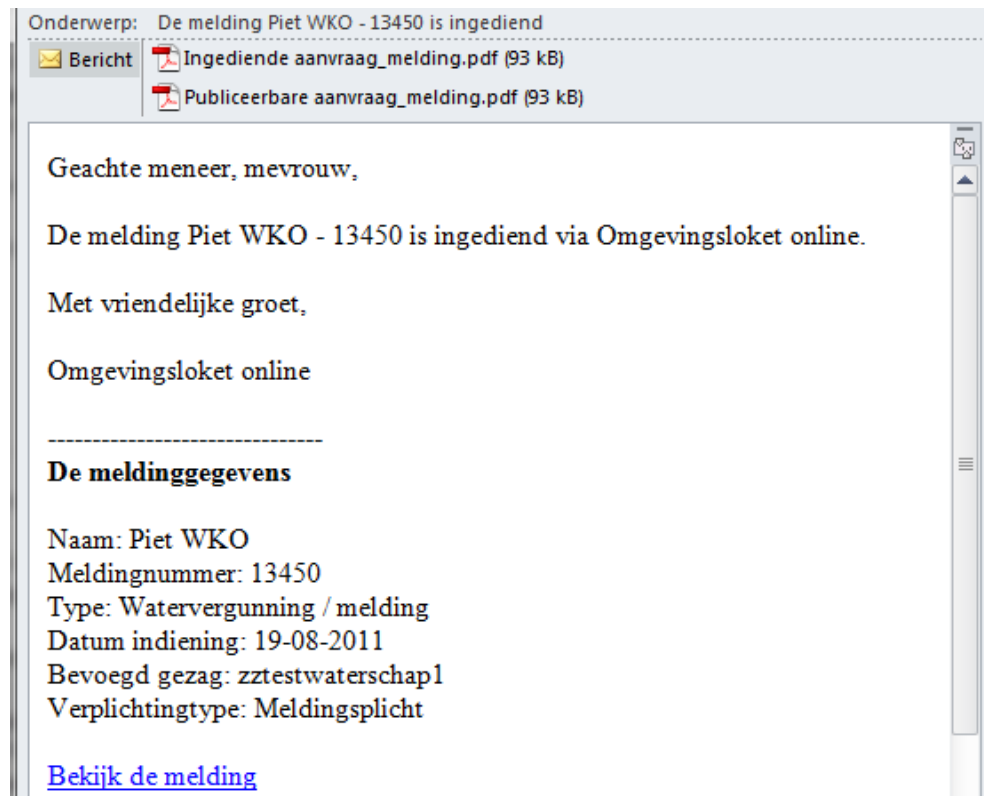 Onderwerp: De melding Piet WKO - 13450 is ingediend
Bericht
Ingediende aanvraag_melding.pdf (93 kB)
Publiceerbare aanvraag_melding.pdf (93 kB)
Geachte meneer, mevrouw,
De melding Piet WKO - 13450 is ingediend via Omgevingsloket online.
Met vriendelijke groet,
Omgevingsloket online
-------------------------------
De meldinggegevens
Naam: Piet WKO
Meldingnummer: 13450
Type: Watervergunning / melding
Datum indiening: 19-08-2011
Bevoegd gezag: zztestwaterschap1
Verplichtingtype: Meldingsplicht
Bekijk de melding